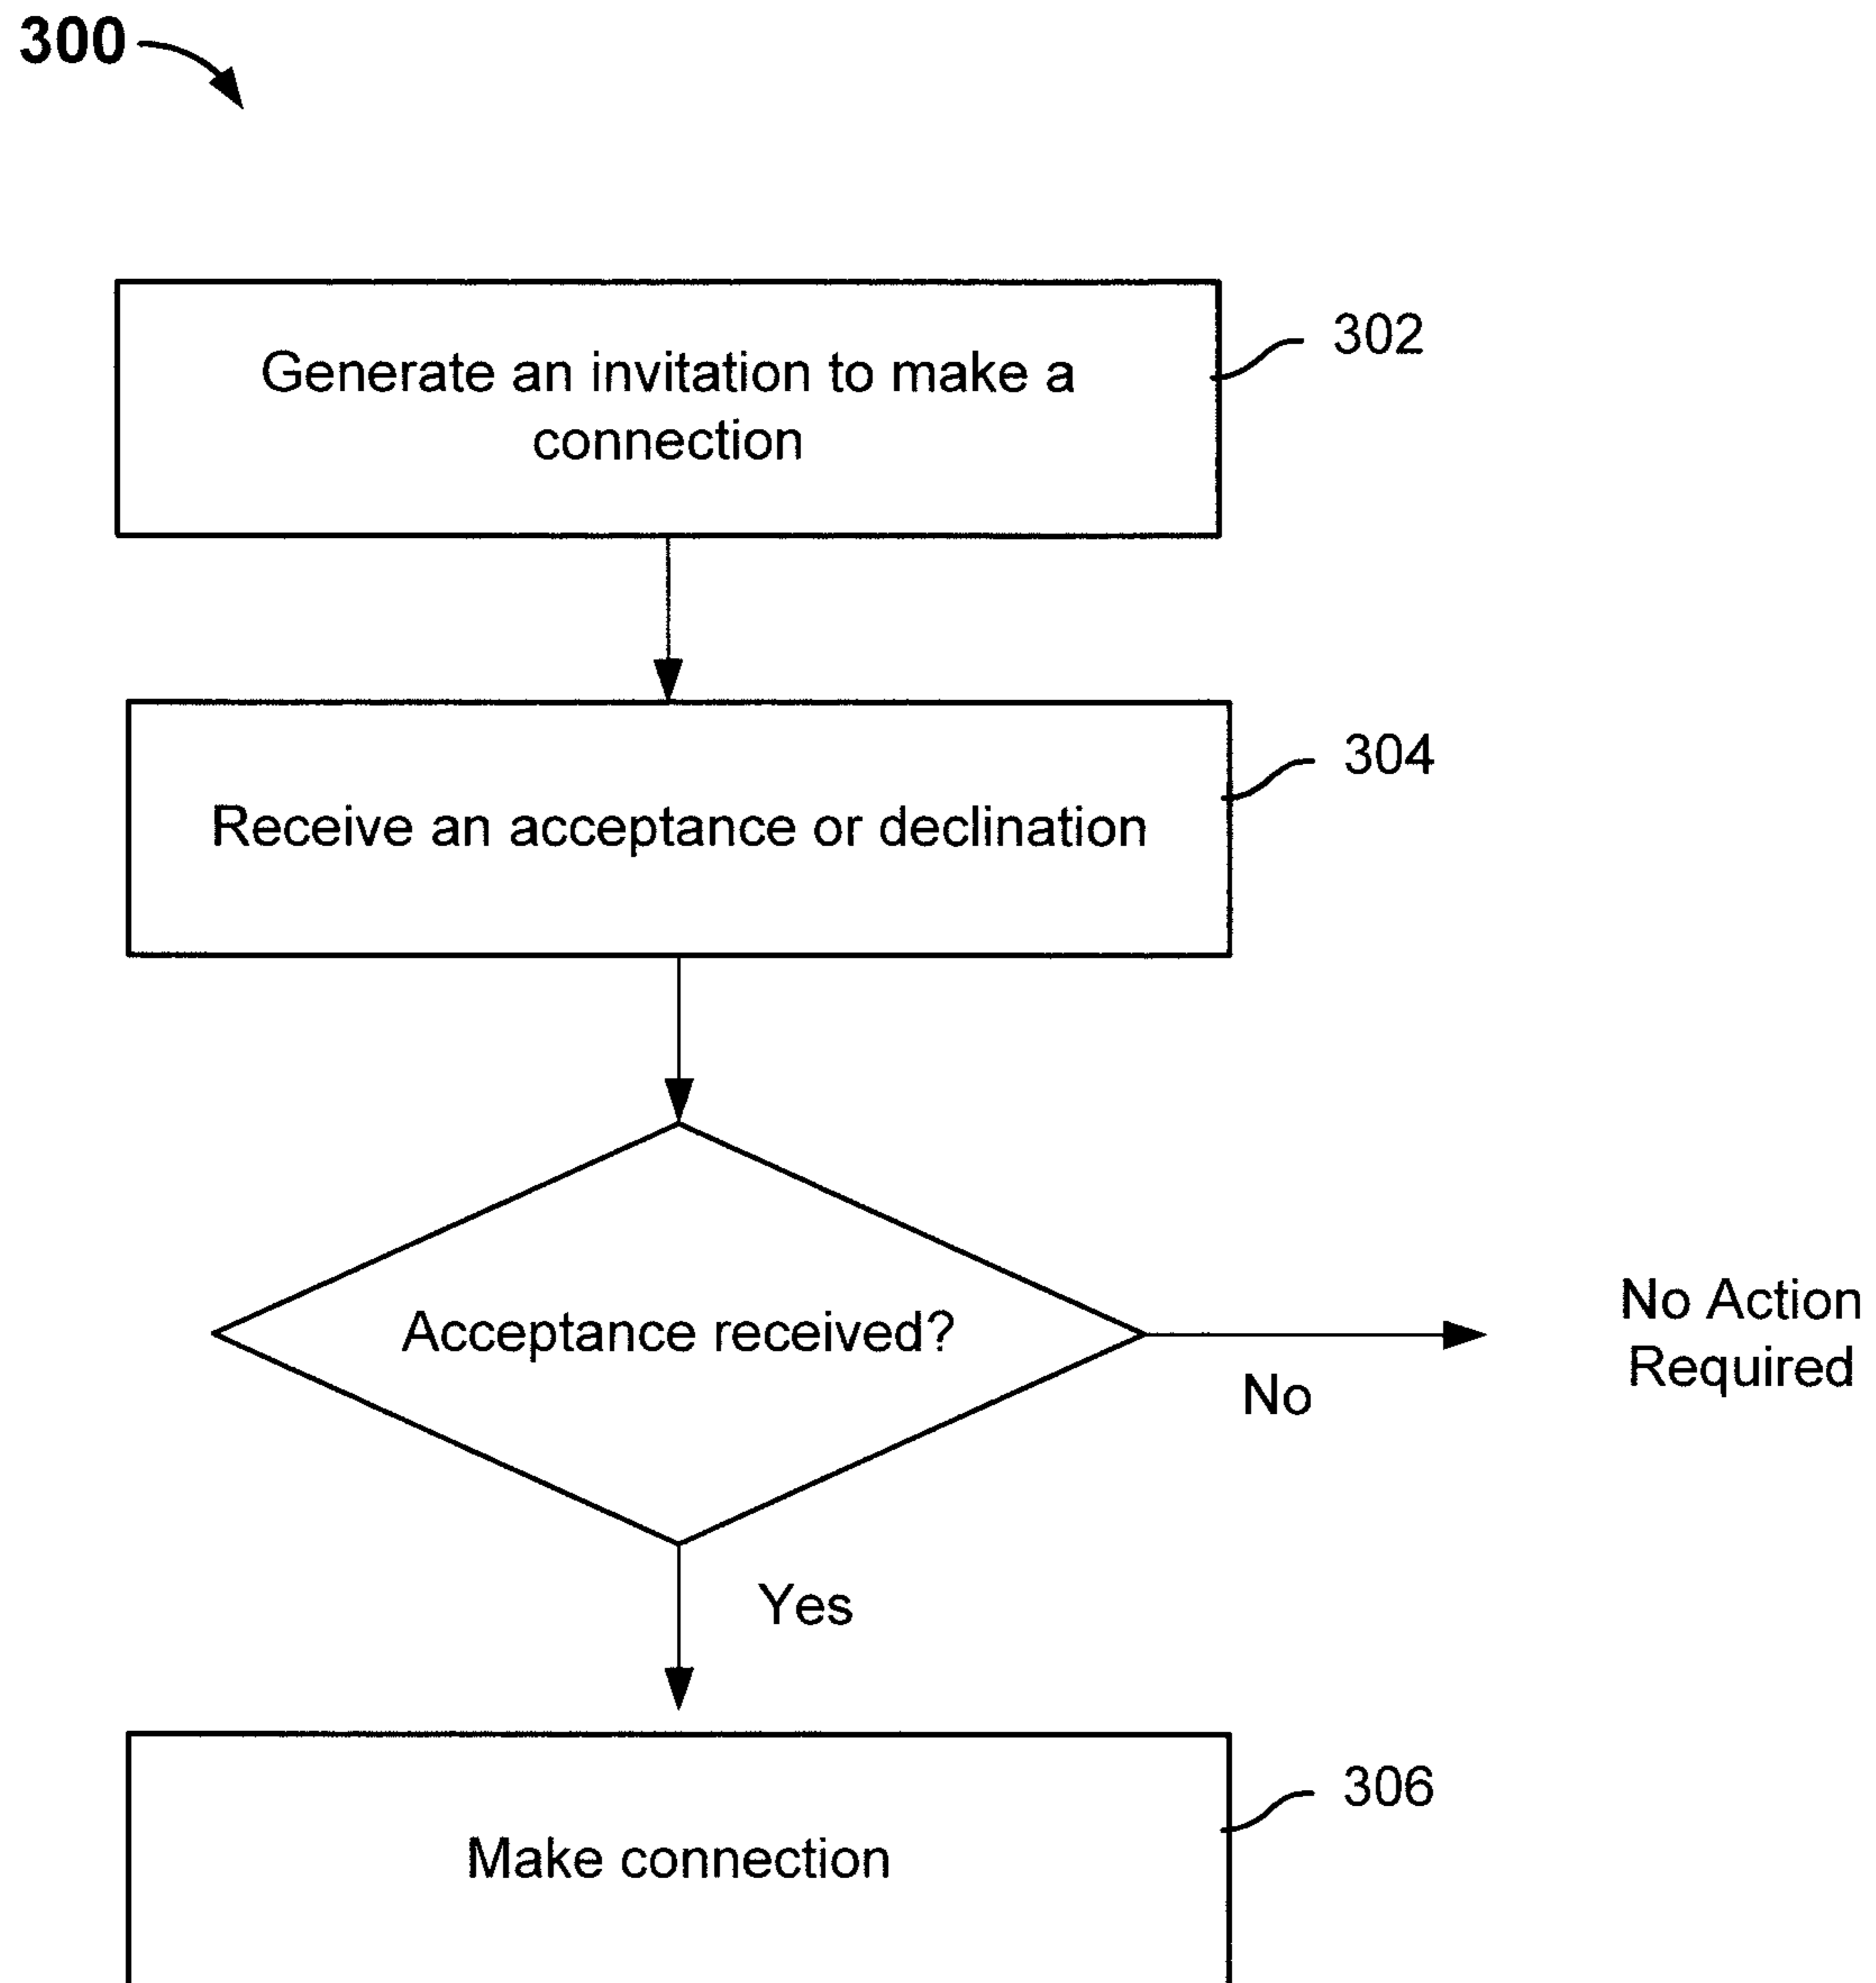 300
Generate an invitation to make a
connection
302
Receive an acceptance or declination
304
Acceptance received?
No
No Action
Required
Yes
Make connection
306